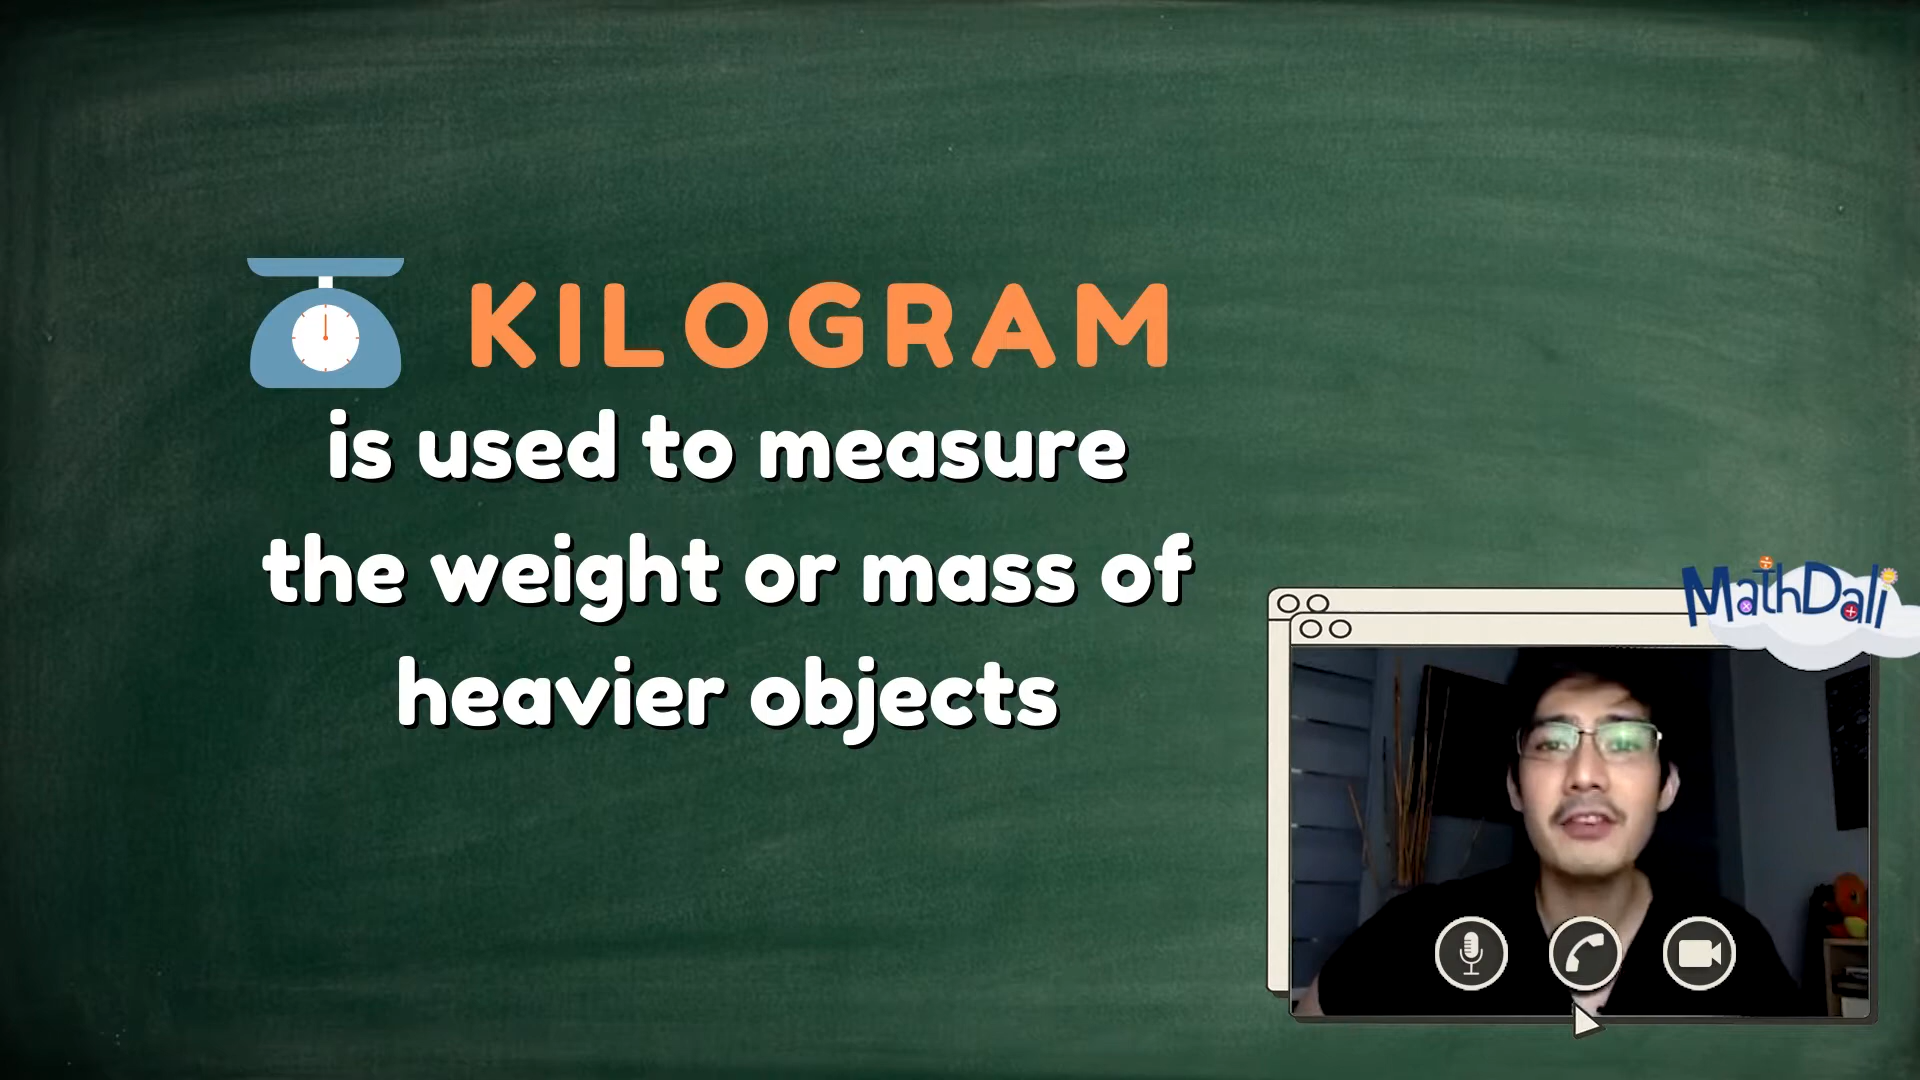 KILOGRAM
is used to measure
the weight or mass of
heavier objects
MathDali